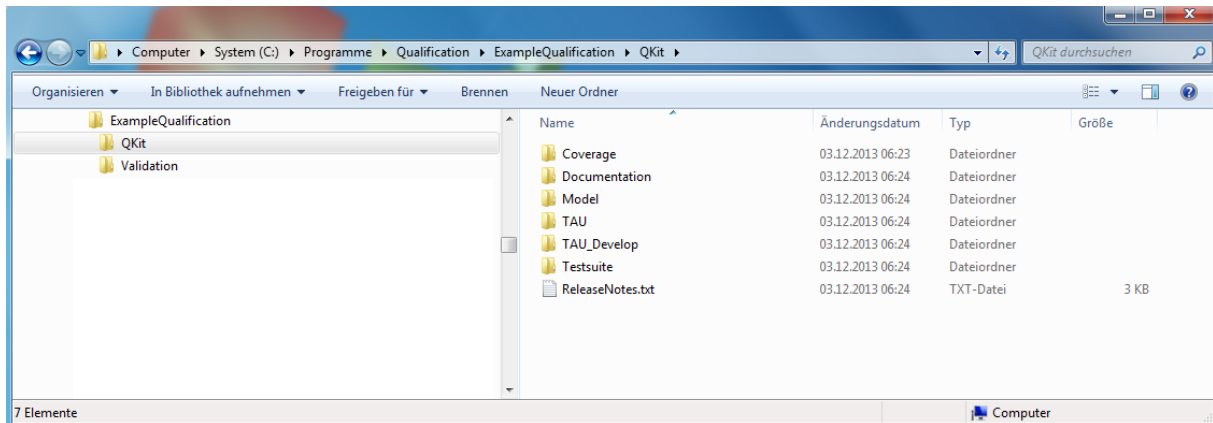 Computer System (C:) Programme Qualification ExampleQualification QKit QKit durchsuchen
Organisieren In Bibliothek aufnehmen Freigeben für Brennen Neuer Ordner
ExampleQualification
QKit
Validation
Name Änderungsdatum Typ Größe
Coverage 03.12.2013 06:23 Dateiordner
Documentation 03.12.2013 06:24 Dateiordner
Model 03.12.2013 06:24 Dateiordner
TAU 03.12.2013 06:24 Dateiordner
TAU_Develop 03.12.2013 06:24 Dateiordner
Testsuite 03.12.2013 06:24 Dateiordner
ReleaseNotes.txt 03.12.2013 06:24 TXT-Datei 3 KB
7 Elemente Computer